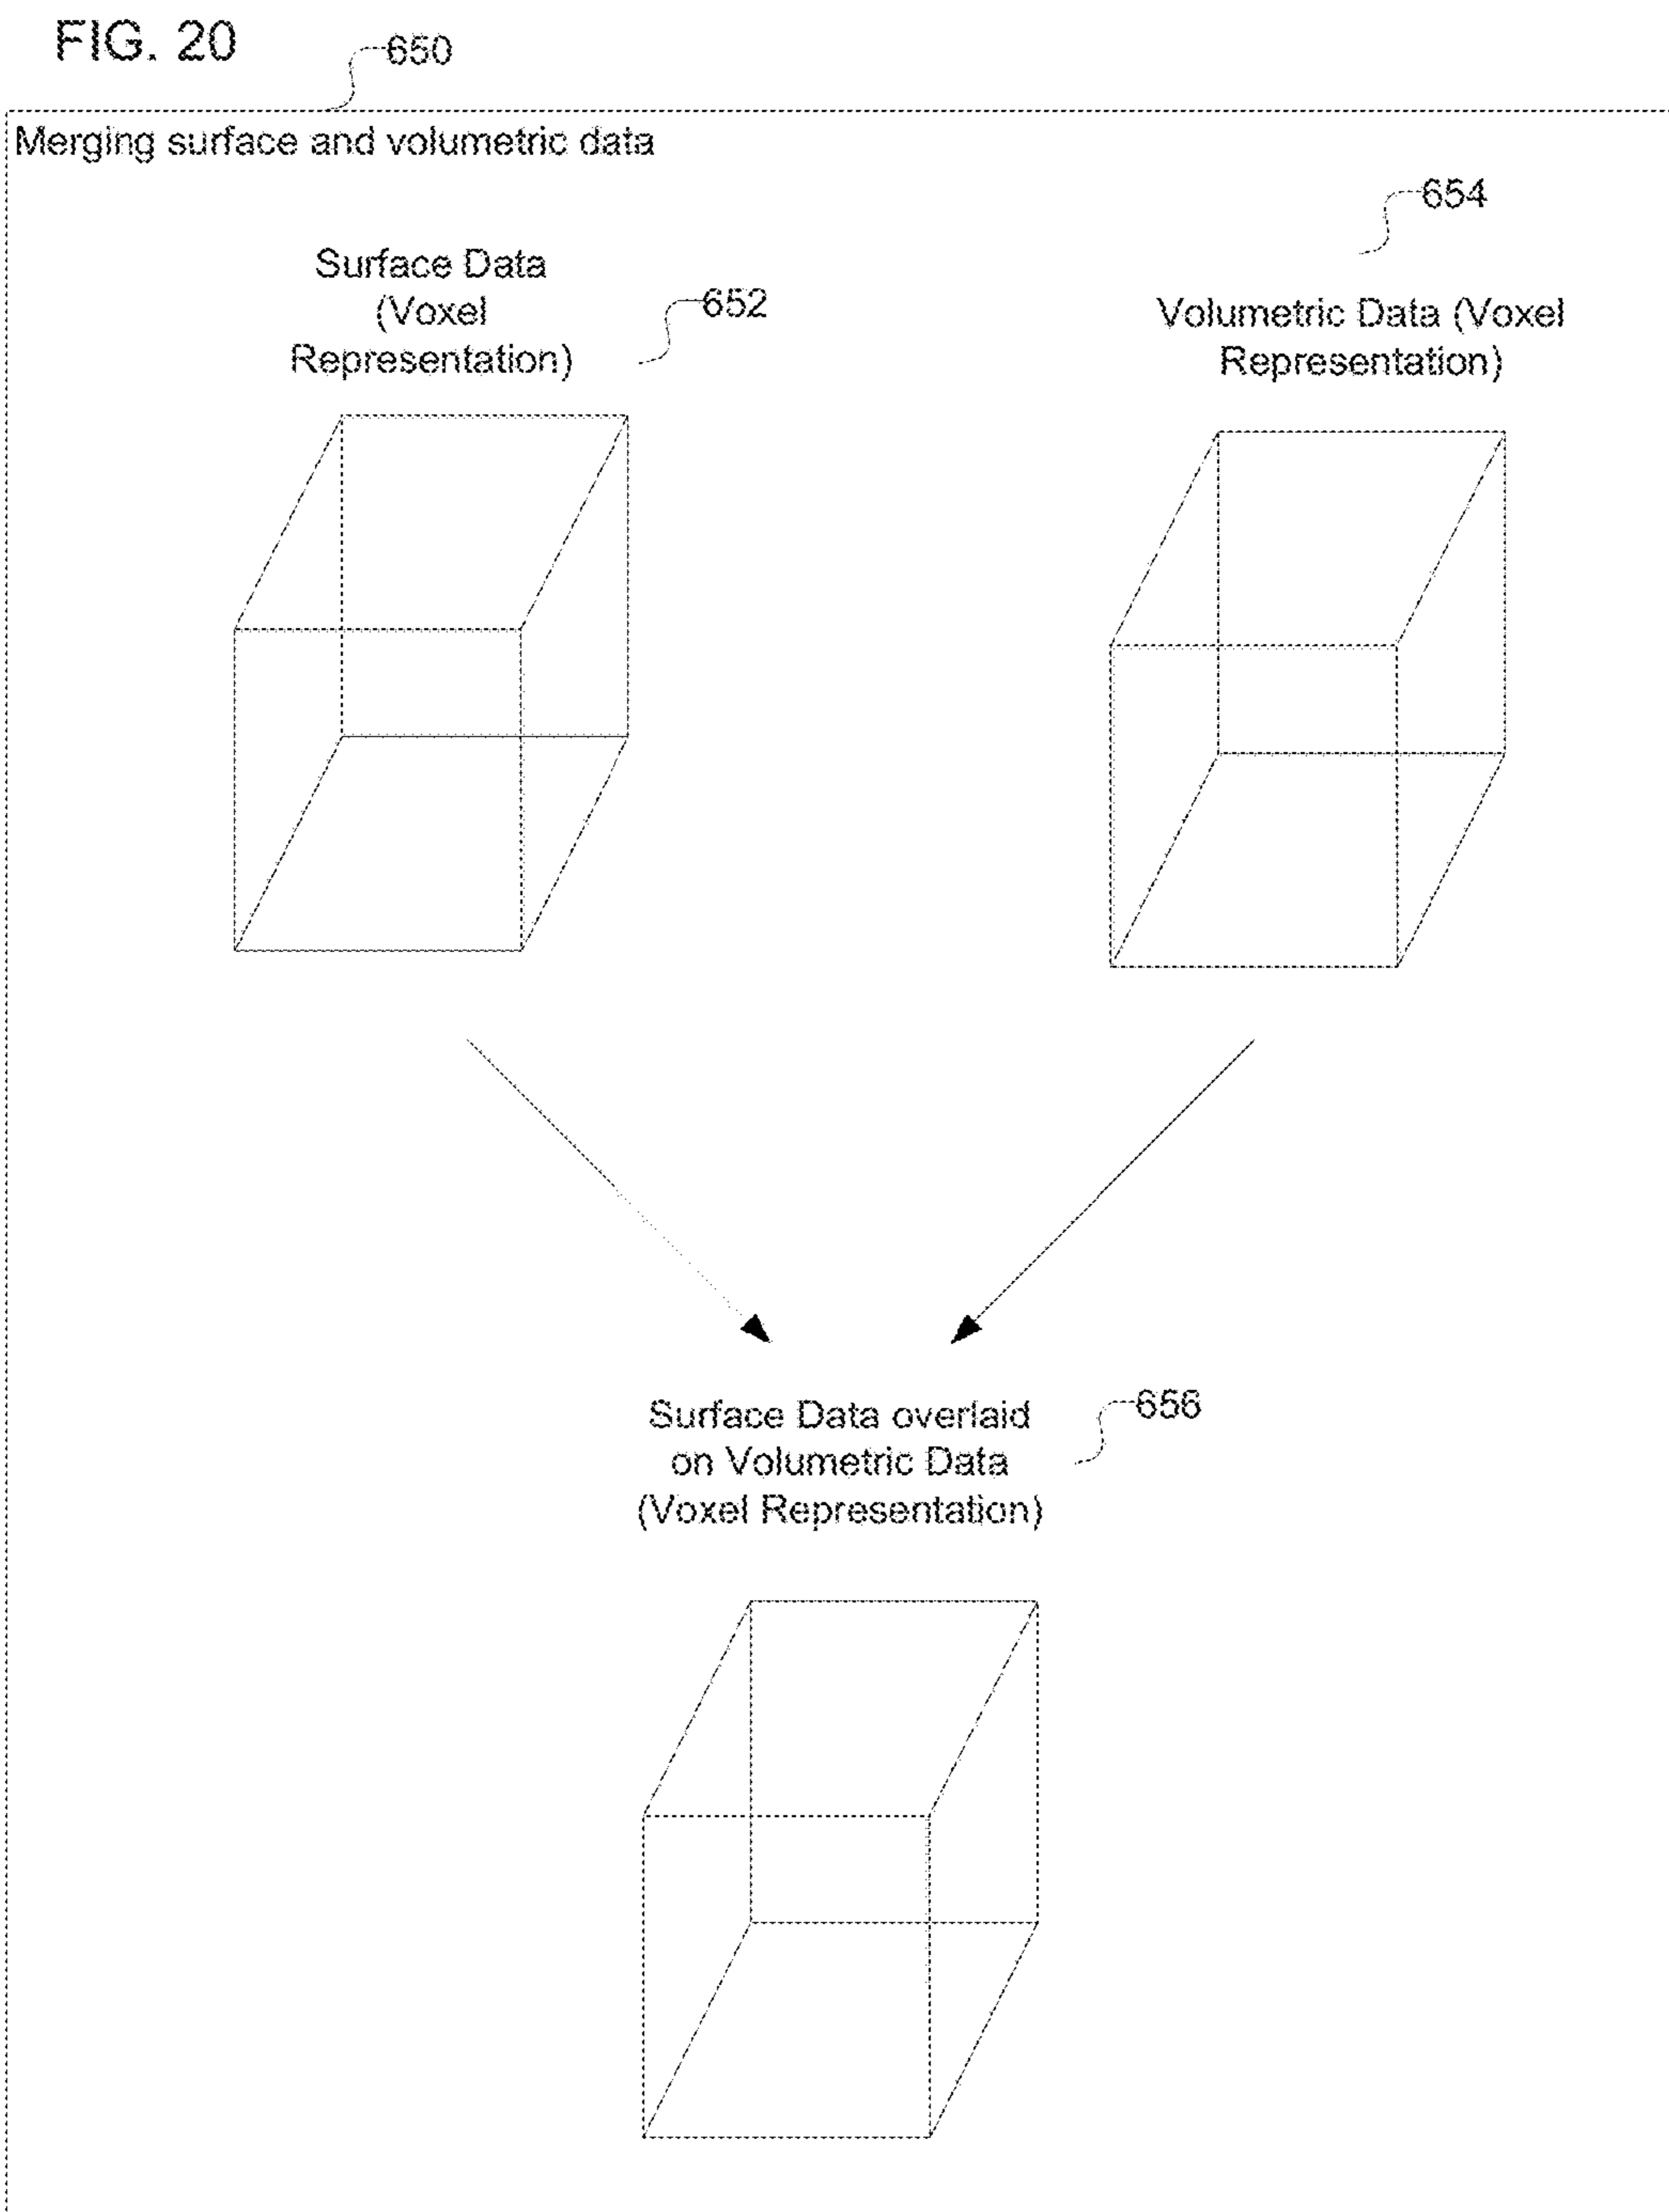 FIG. 20
650
Merging surface and volumetric data
654
Surface Data
(Voxel
Representation)
652
Volumetric Data (Voxel
Representation)
Surface Data overlaid
on Volumetric Data
(Voxel Representation)
656